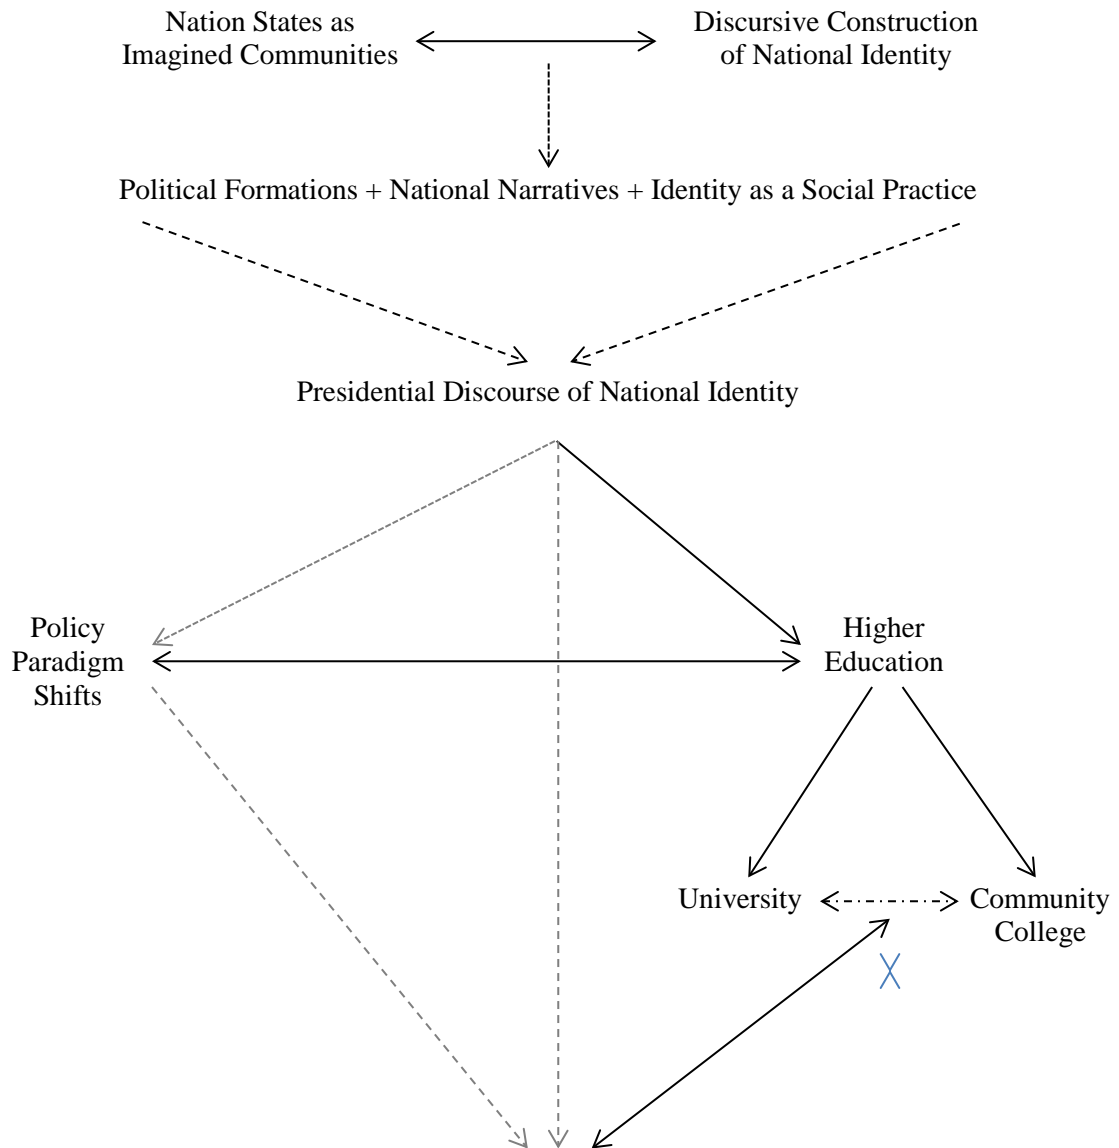 Nation States as
Imagined Communities
Discursive Construction
of National Identity
Political Formations + National Narratives + Identity as a Social Practice
Presidential Discourse of National Identity
Policy
Paradigm
Shifts
Higher
Education
University
Community
College